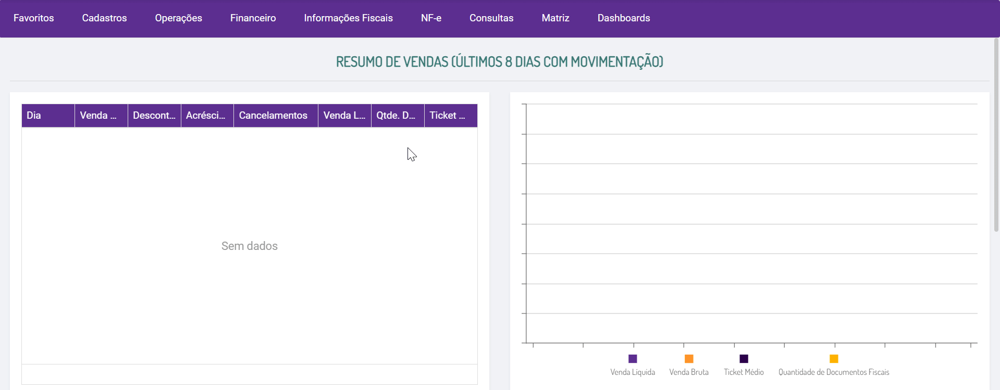 Favoritos Cadastros Operações Financeiro Informações Fiscais NF-e Consultas Matriz Dashboards
RESUMO DE VENDAS (ÚLTIMOS 8 DIAS COM MOVIMENTAÇÃO)
Dia Venda ... Descont... Acrésci... Cancelamentos Venda L... Qtde. D... Ticket ...
Sem dados
Venda Líquida Venda Bruta Ticket Médio Quantidade de Documentos Fiscais